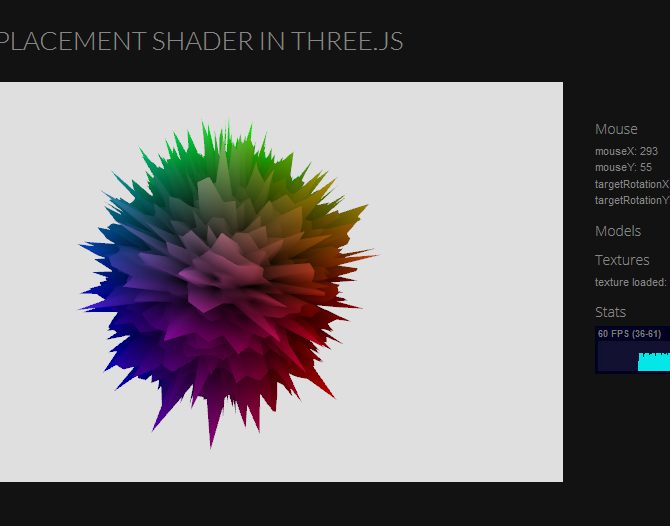 PLACEMENT SHADER IN THREE.JS
Mouse
mouseX: 293
mouseY: 55
targetRotationX
targetRotationY
Models
Textures
texture loaded:
Stats
60 FPS (36-61)